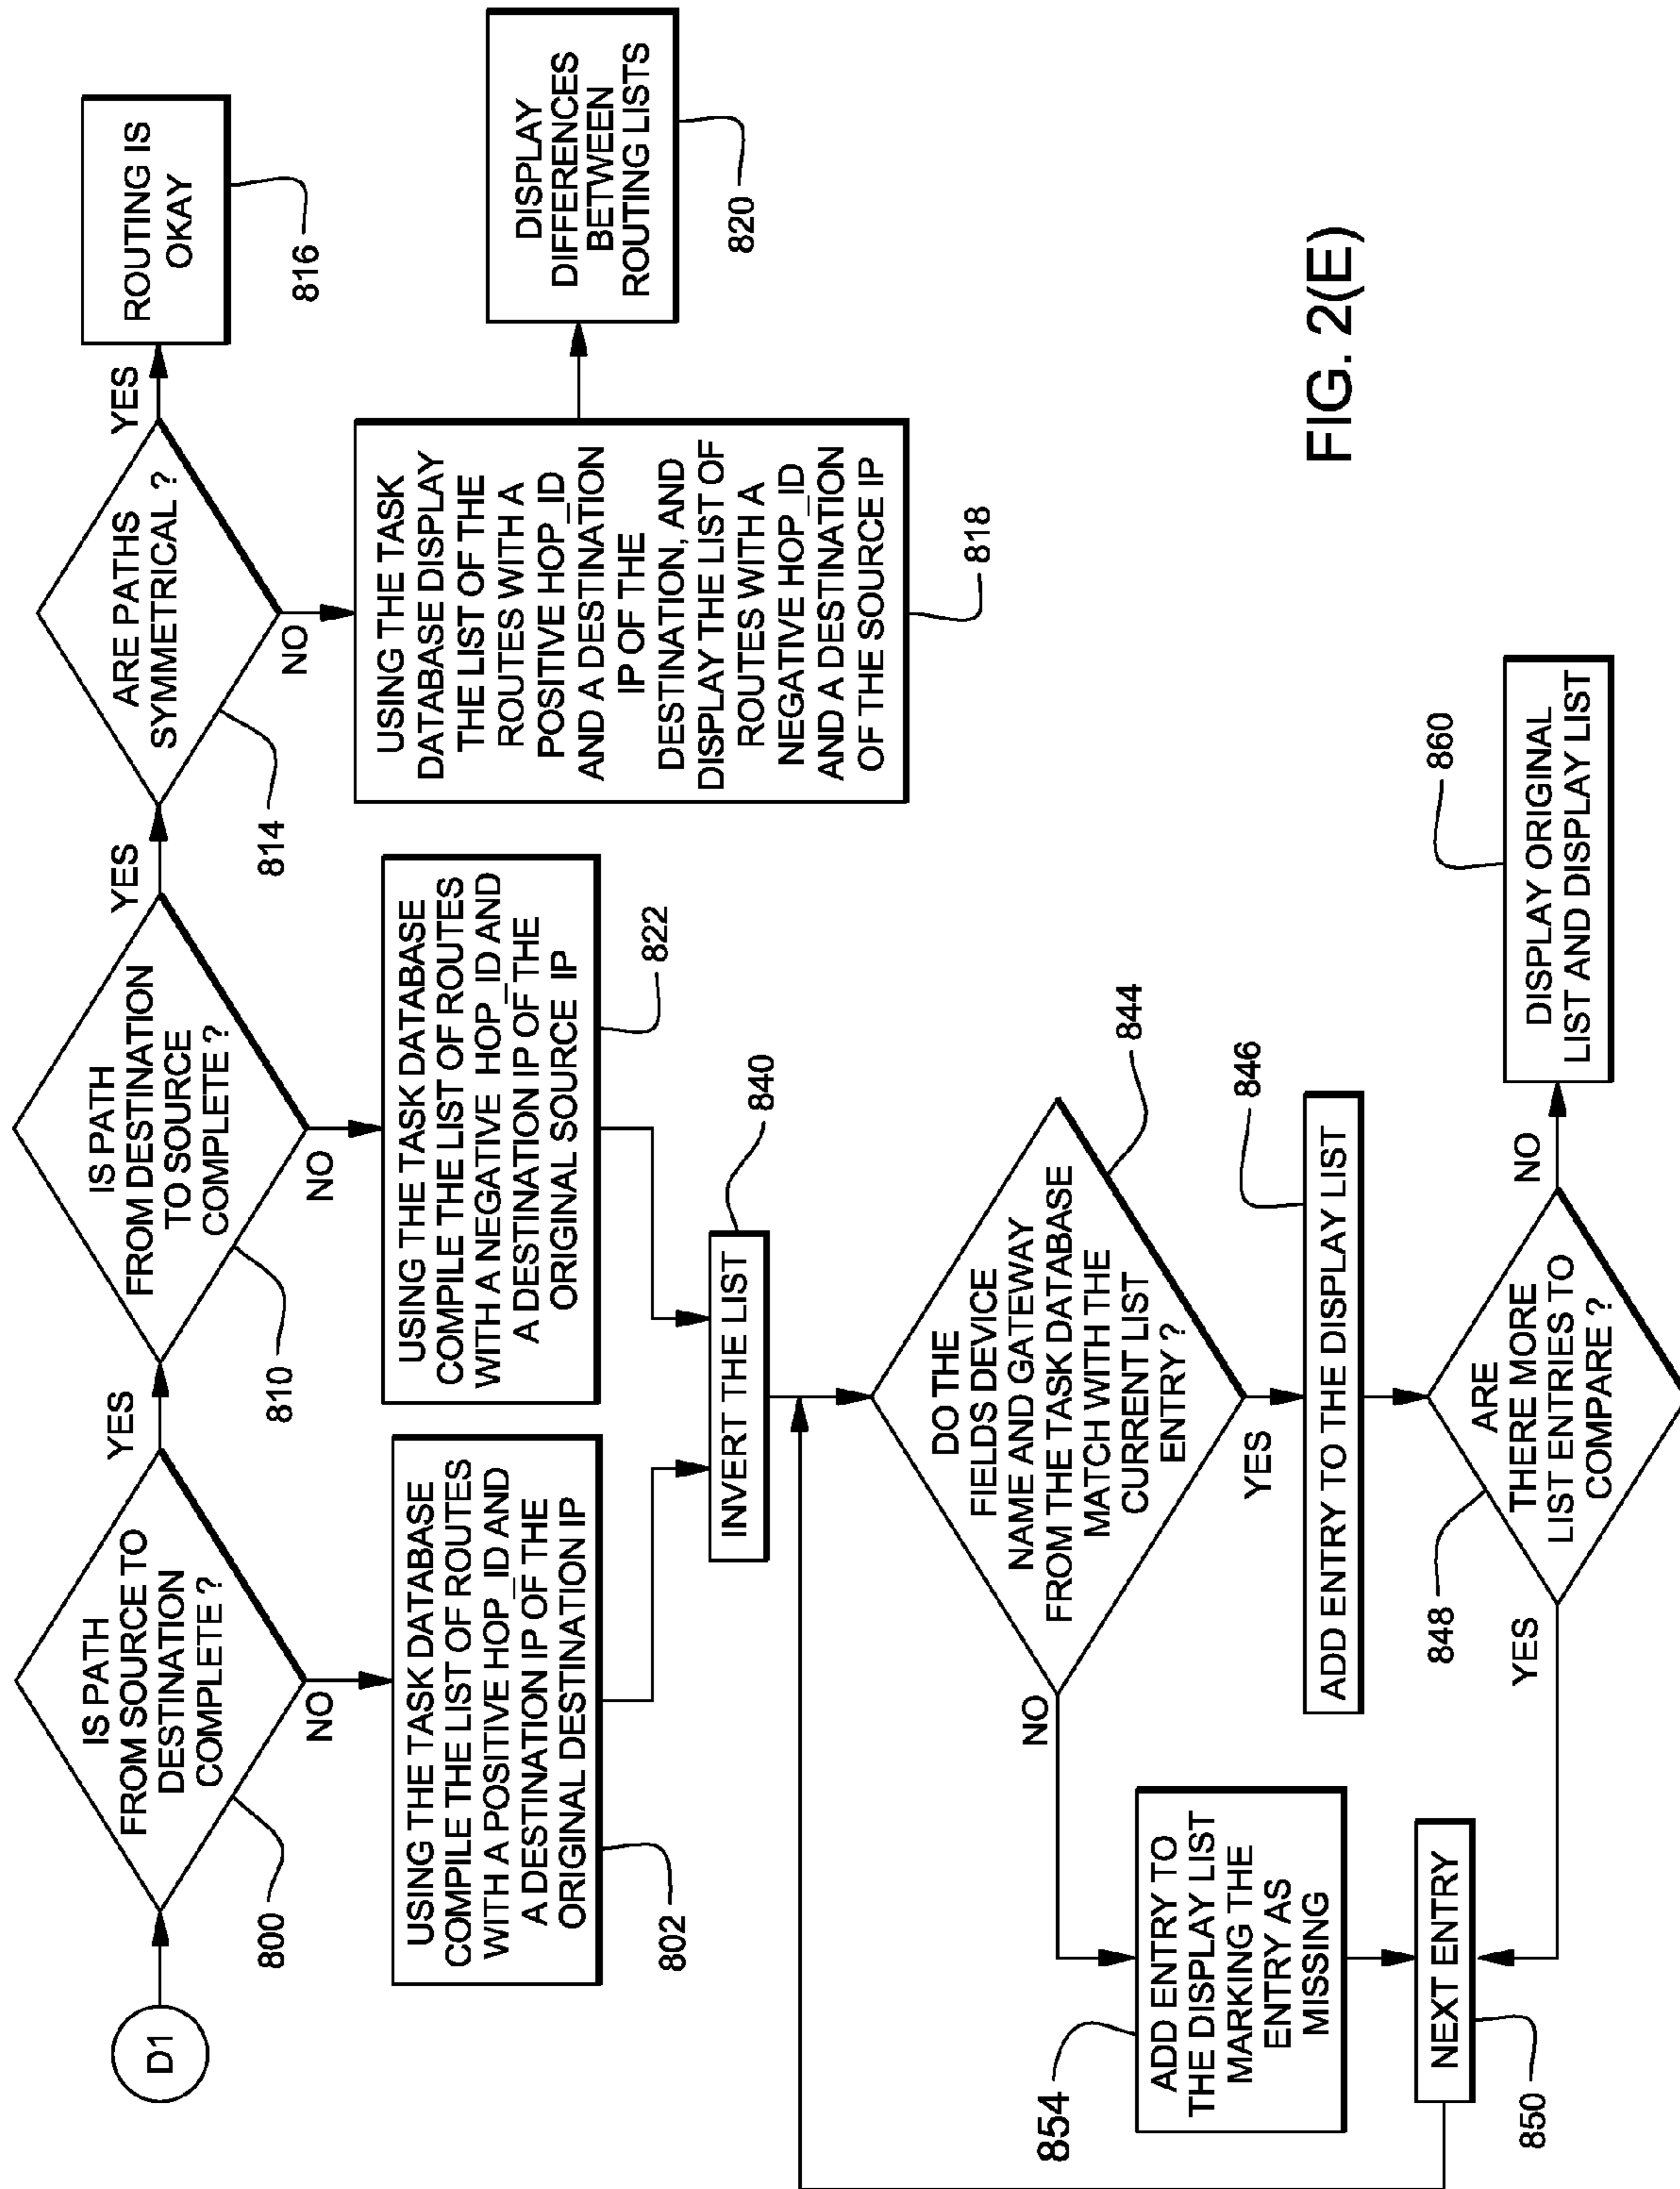 D1
IS PATH
FROM SOURCE TO
DESTINATION
COMPLETE ?
800
YES
NO
USING THE TASK DATABASE
COMPILE THE LIST OF ROUTES
WITH A POSITIVE HOP_ID AND
A DESTINATION IP OF THE
ORIGINAL DESTINATION IP
802
IS PATH
FROM DESTINATION
TO SOURCE
COMPLETE ?
810
YES
NO
USING THE TASK DATABASE
COMPILE THE LIST OF ROUTES
WITH A NEGATIVE HOP_ID AND
A DESTINATION IP OF THE
ORIGINAL SOURCE IP
822
ARE PATHS
SYMMETRICAL ?
814
YES
NO
ROUTING IS
OKAY
816
USING THE TASK
DATABASE DISPLAY
THE LIST OF THE
ROUTES WITH A
POSITIVE HOP_ID
AND A DESTINATION
IP OF THE
DESTINATION, AND
DISPLAY THE LIST OF
ROUTES WITH A
NEGATIVE HOP_ID
AND A DESTINATION
OF THE SOURCE IP
818
DISPLAY
DIFFERENCES
BETWEEN
ROUTING LISTS
820
INVERT THE LIST
840
DO THE
FIELDS DEVICE
NAME AND GATEWAY
FROM THE TASK DATABASE
MATCH WITH THE
CURRENT LIST
ENTRY ?
844
NO
YES
ADD ENTRY TO
THE DISPLAY LIST
MARKING THE
ENTRY AS
MISSING
854
ADD ENTRY TO THE DISPLAY LIST
846
ARE
THERE MORE
LIST ENTRIES TO
COMPARE ?
848
YES
NO
NEXT ENTRY
850
DISPLAY ORIGINAL
LIST AND DISPLAY LIST
860
FIG. 2(E)